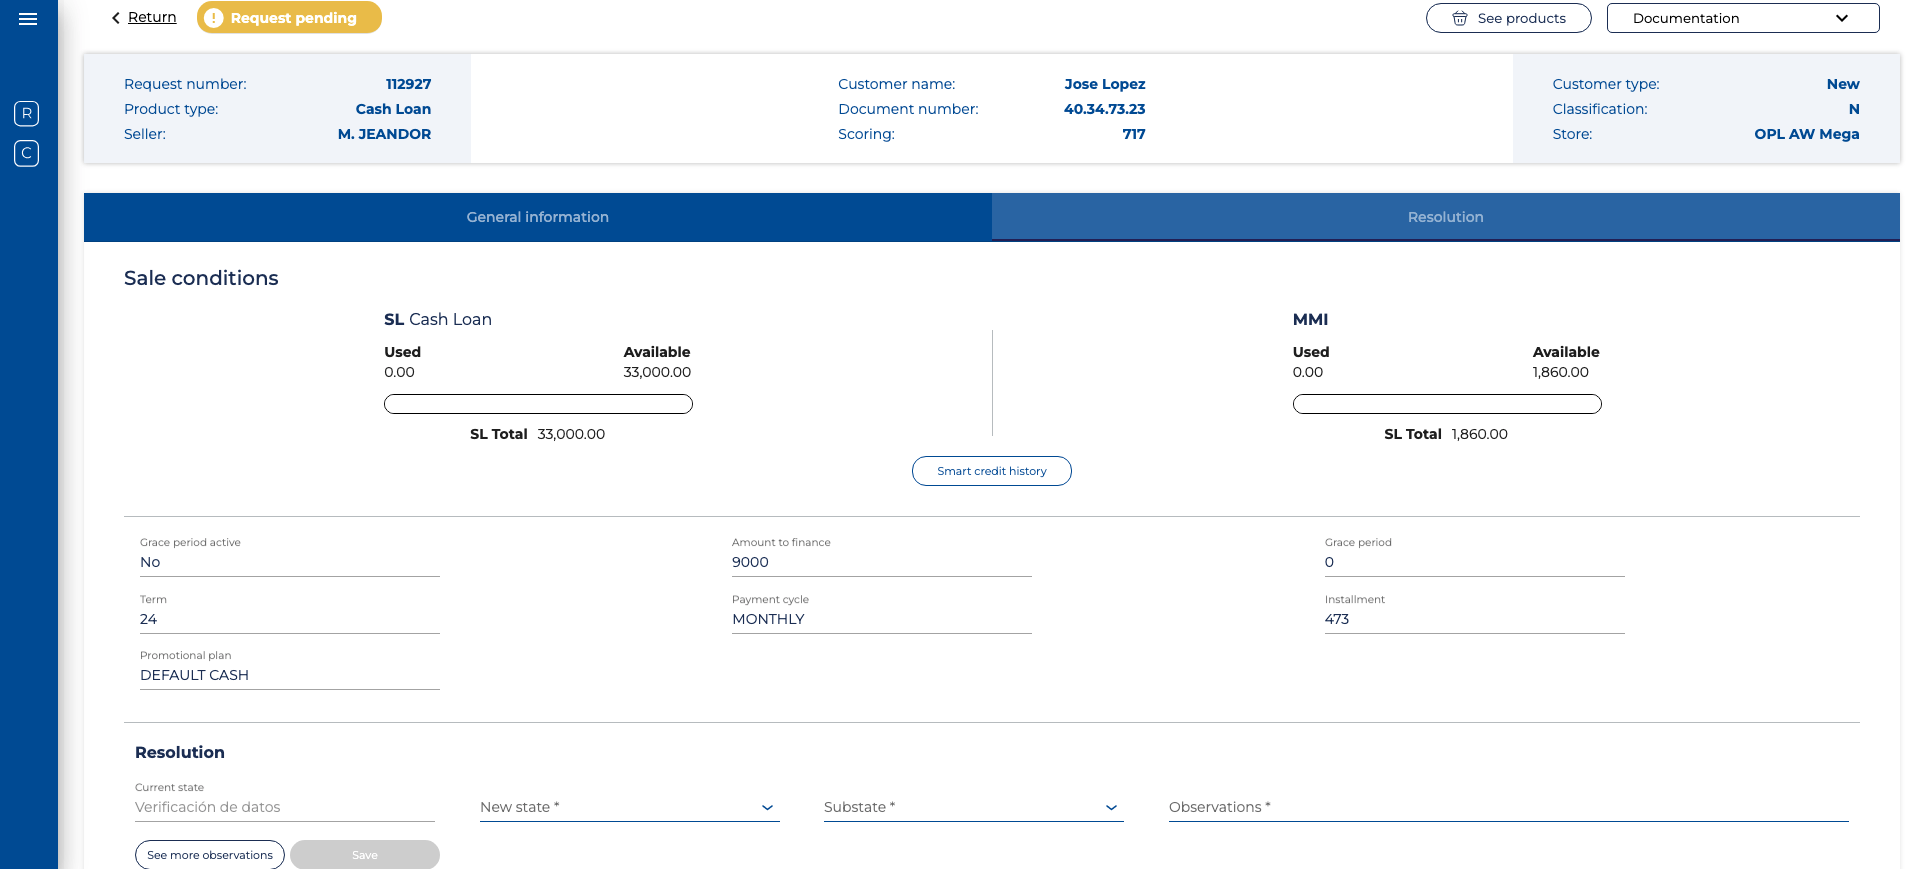 Return
Request pending
See products
Documentation
R
C
Request number: 112927
Product type: Cash Loan
Seller: M. JEANDOR
Customer name: Jose Lopez
Document number: 40.34.73.23
Scoring: 717
Customer type: New
Classification: N
Store: OPL AW Mega
General information
Resolution
Sale conditions
SL Cash Loan
Used Available
0.00 33,000.00
SL Total 33,000.00
MMI
Used Available
0.00 1,860.00
SL Total 1,860.00
Smart credit history
Grace period active
No
Amount to finance
9000
Grace period
0
Term
24
Payment cycle
MONTHLY
Installment
473
Promotional plan
DEFAULT CASH
Resolution
Current state
Verificación de datos
New state *
Substate *
Observations *
See more observations
Save